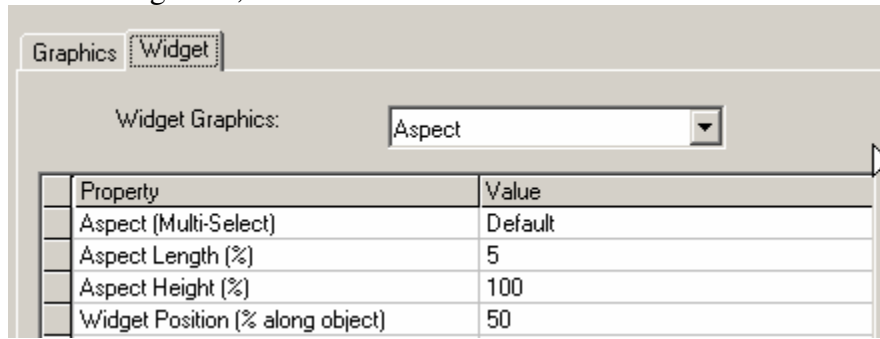 Graphics Widget
Widget Graphics: Aspect
Property Value
Aspect (Multi-Select) Default
Aspect Length (%) 5
Aspect Height (%) 100
Widget Position (% along object) 50